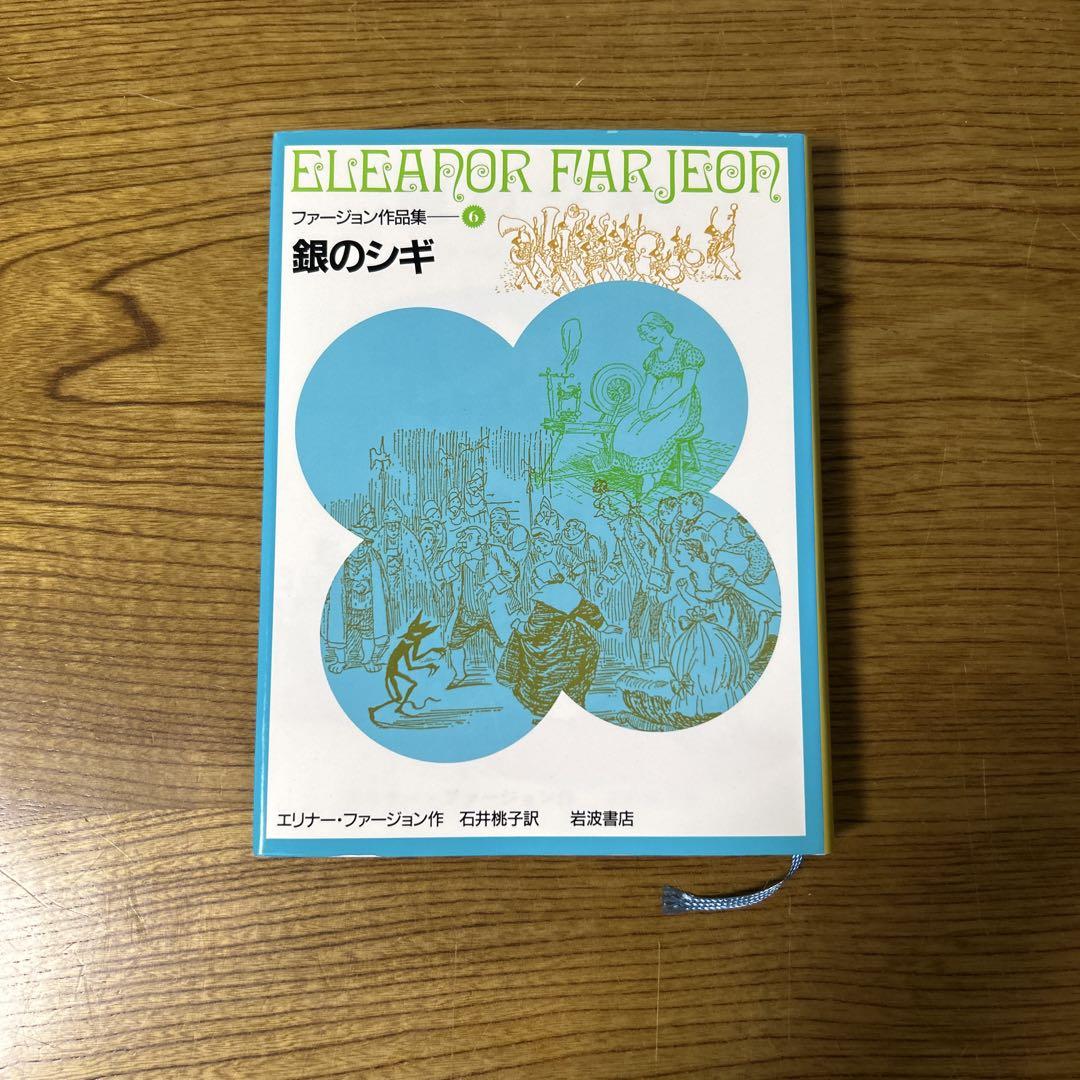 ELEANOR FARJEON
ファージョン作品集――6
銀のシギ
エリナー・ファージョン作 石井桃子訳 岩波書店